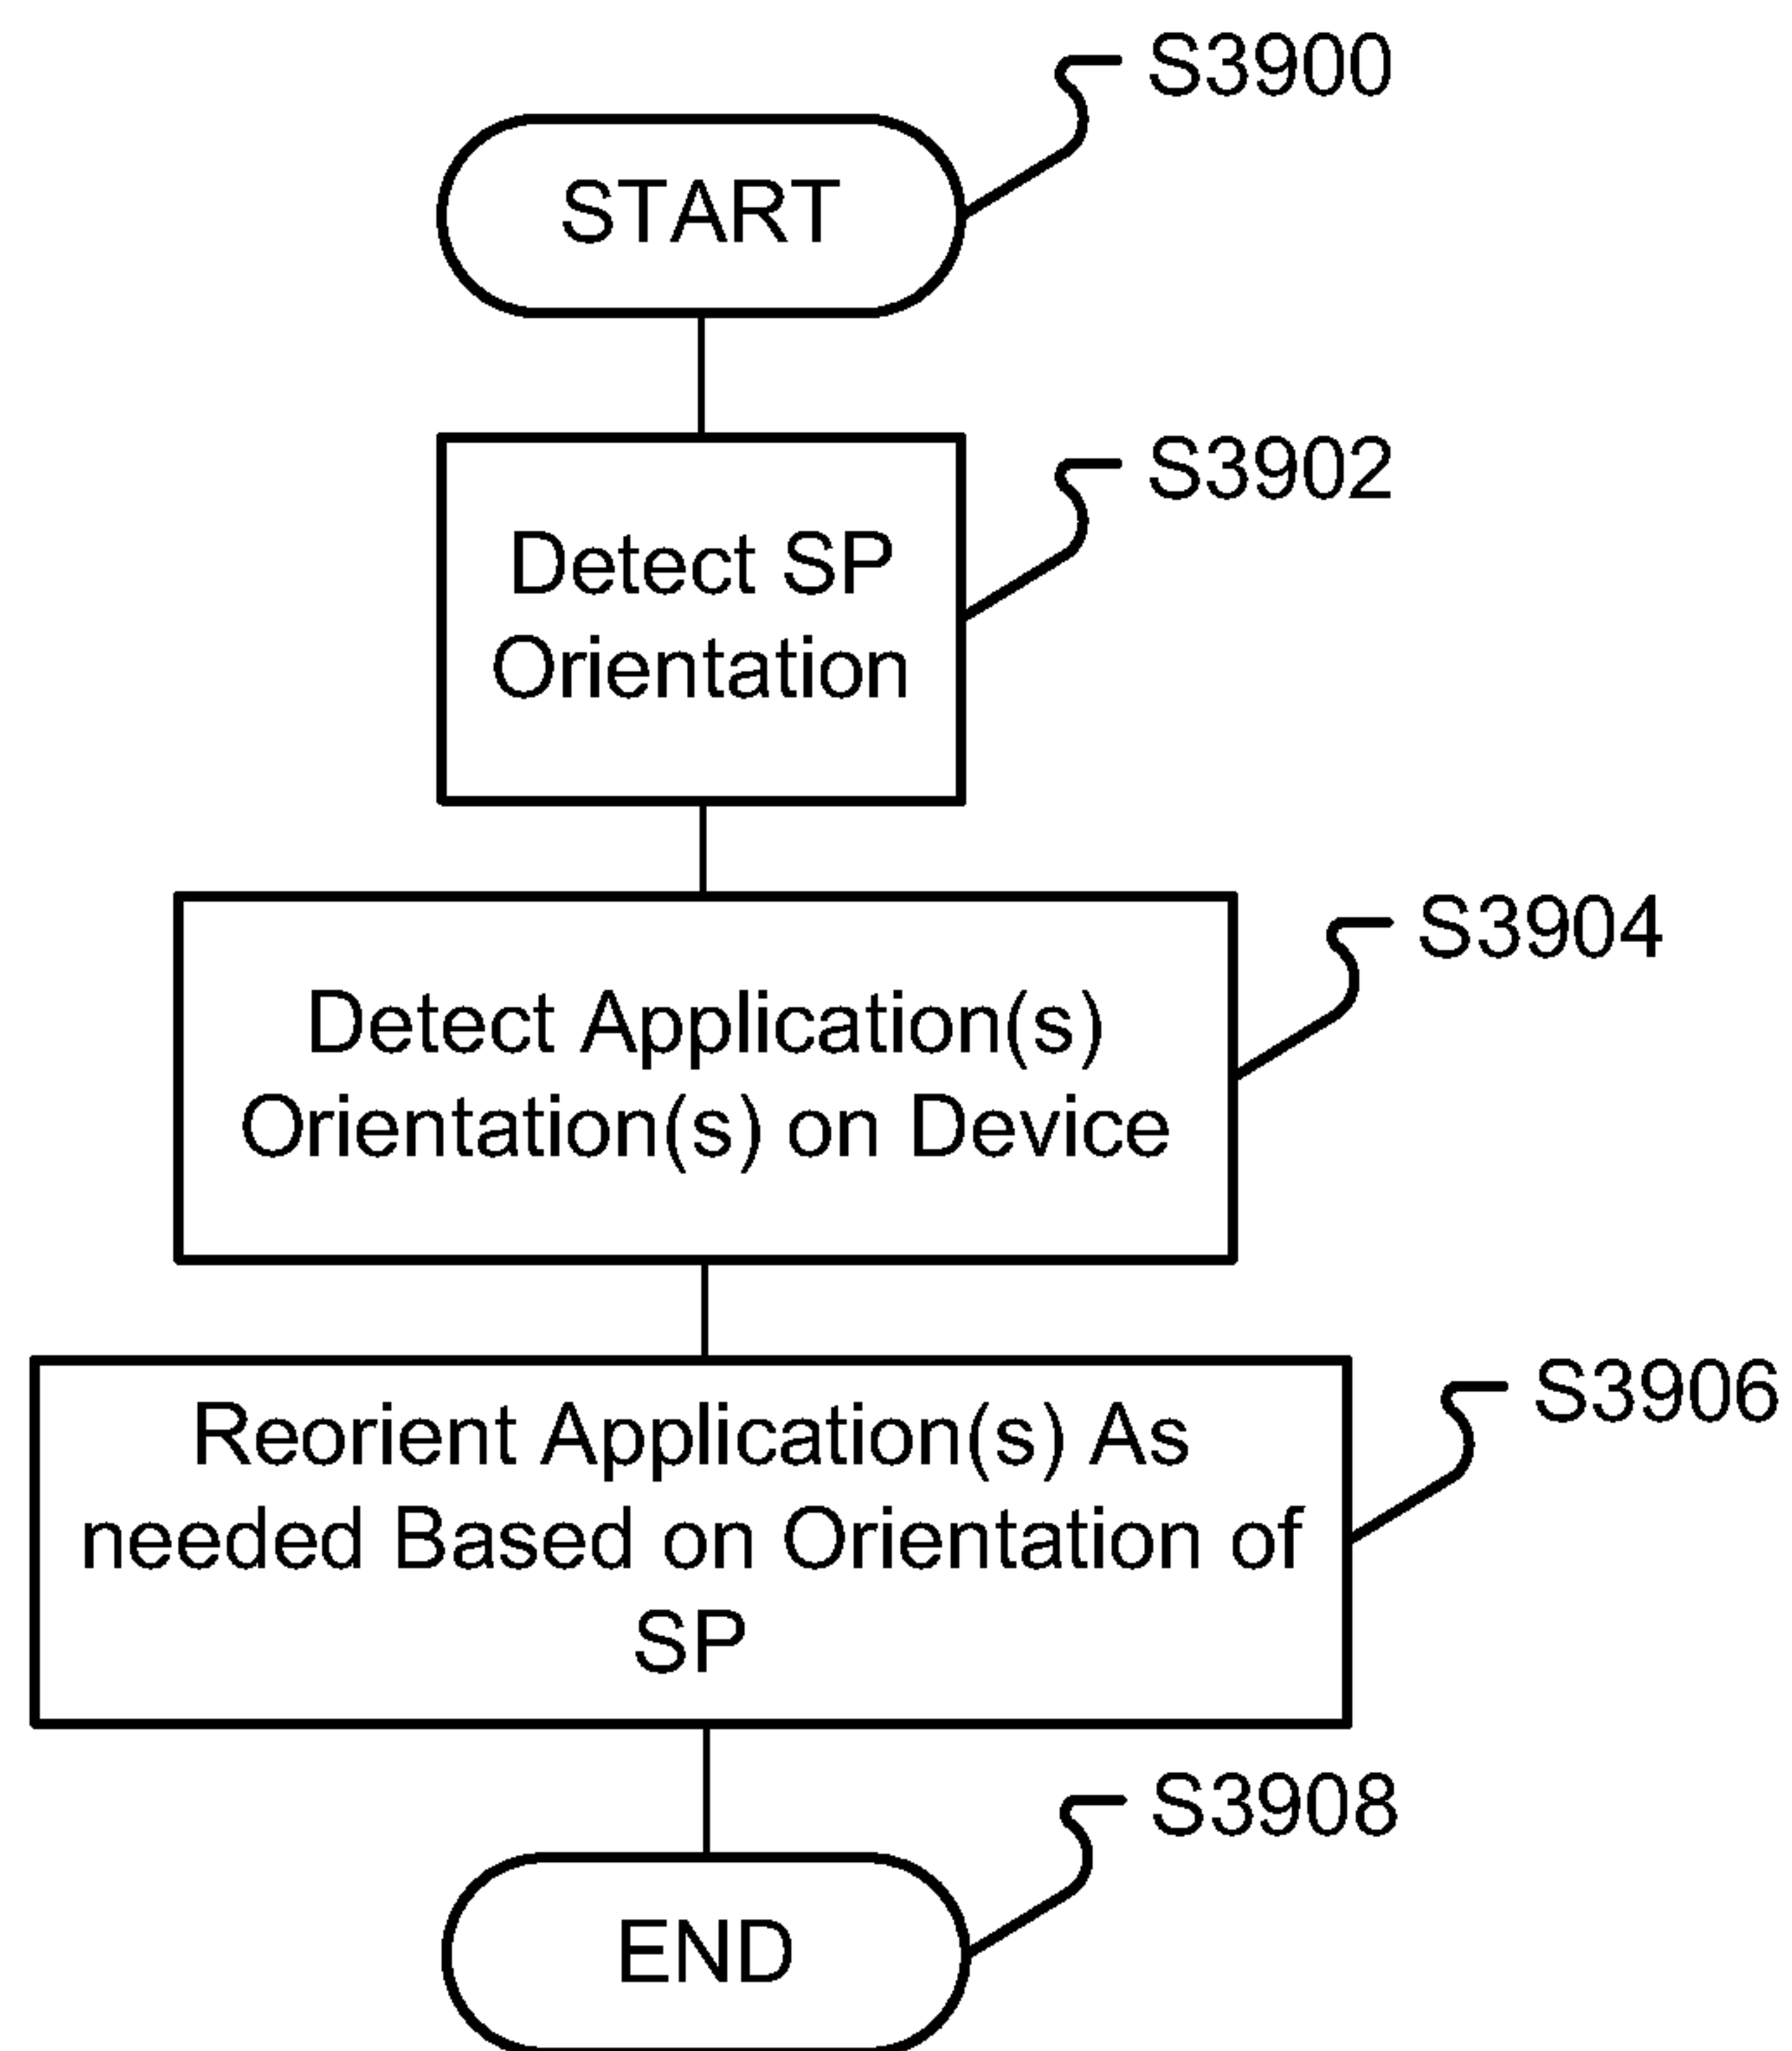 S3900
START
S3902
Detect SP
Orientation
S3904
Detect Application(s)
Orientation(s) on Device
S3906
Reorient Application(s) As
needed Based on Orientation of
SP
S3908
END